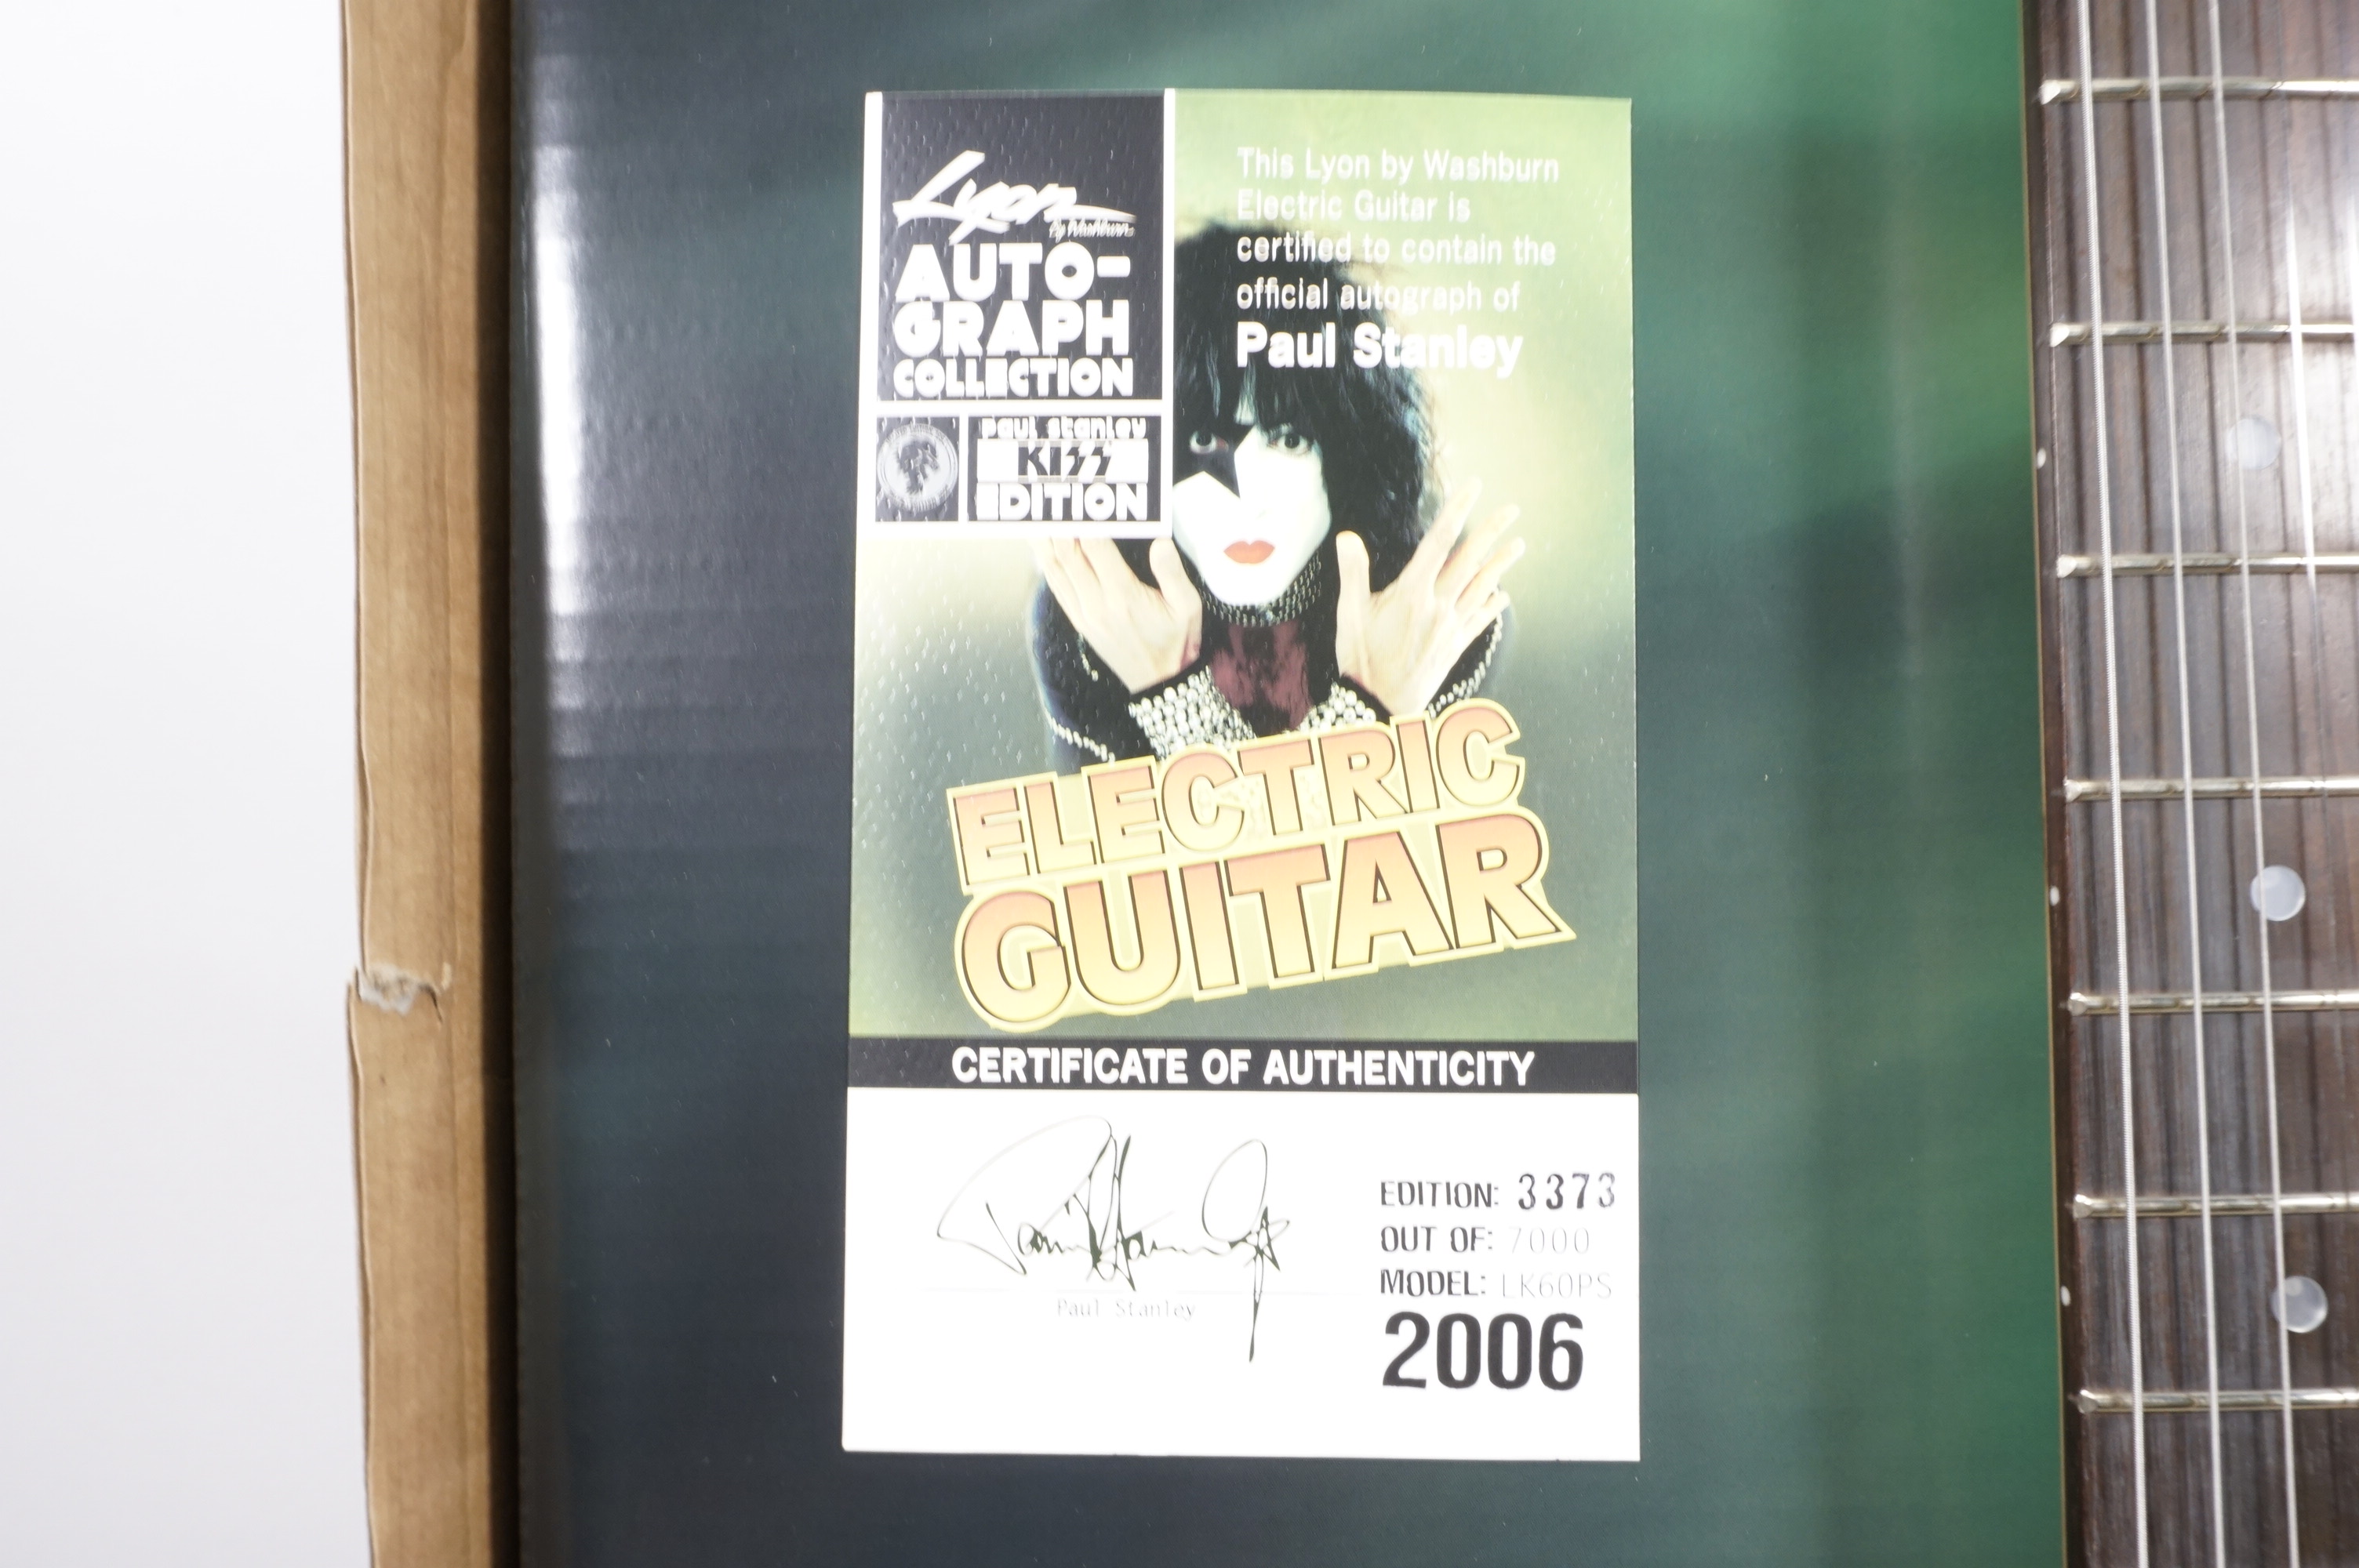 Lyon
by Washburn
AUTO-
GRAPH
COLLECTION
paul stanley
KISS
EDITION
This Lyon by Washburn
Electric Guitar is
certified to contain the
official autograph of
Paul Stanley
ELECTRIC
GUITAR
CERTIFICATE OF AUTHENTICITY
Paul Stanley
Paul Stanley
EDITION: 3373
OUT OF: 7000
MODEL: LK60PS
2006